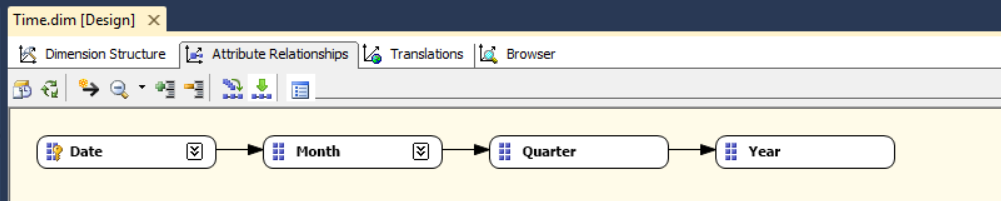 Time.dim [Design]
Dimension Structure Attribute Relationships Translations Browser
Date Month Quarter Year